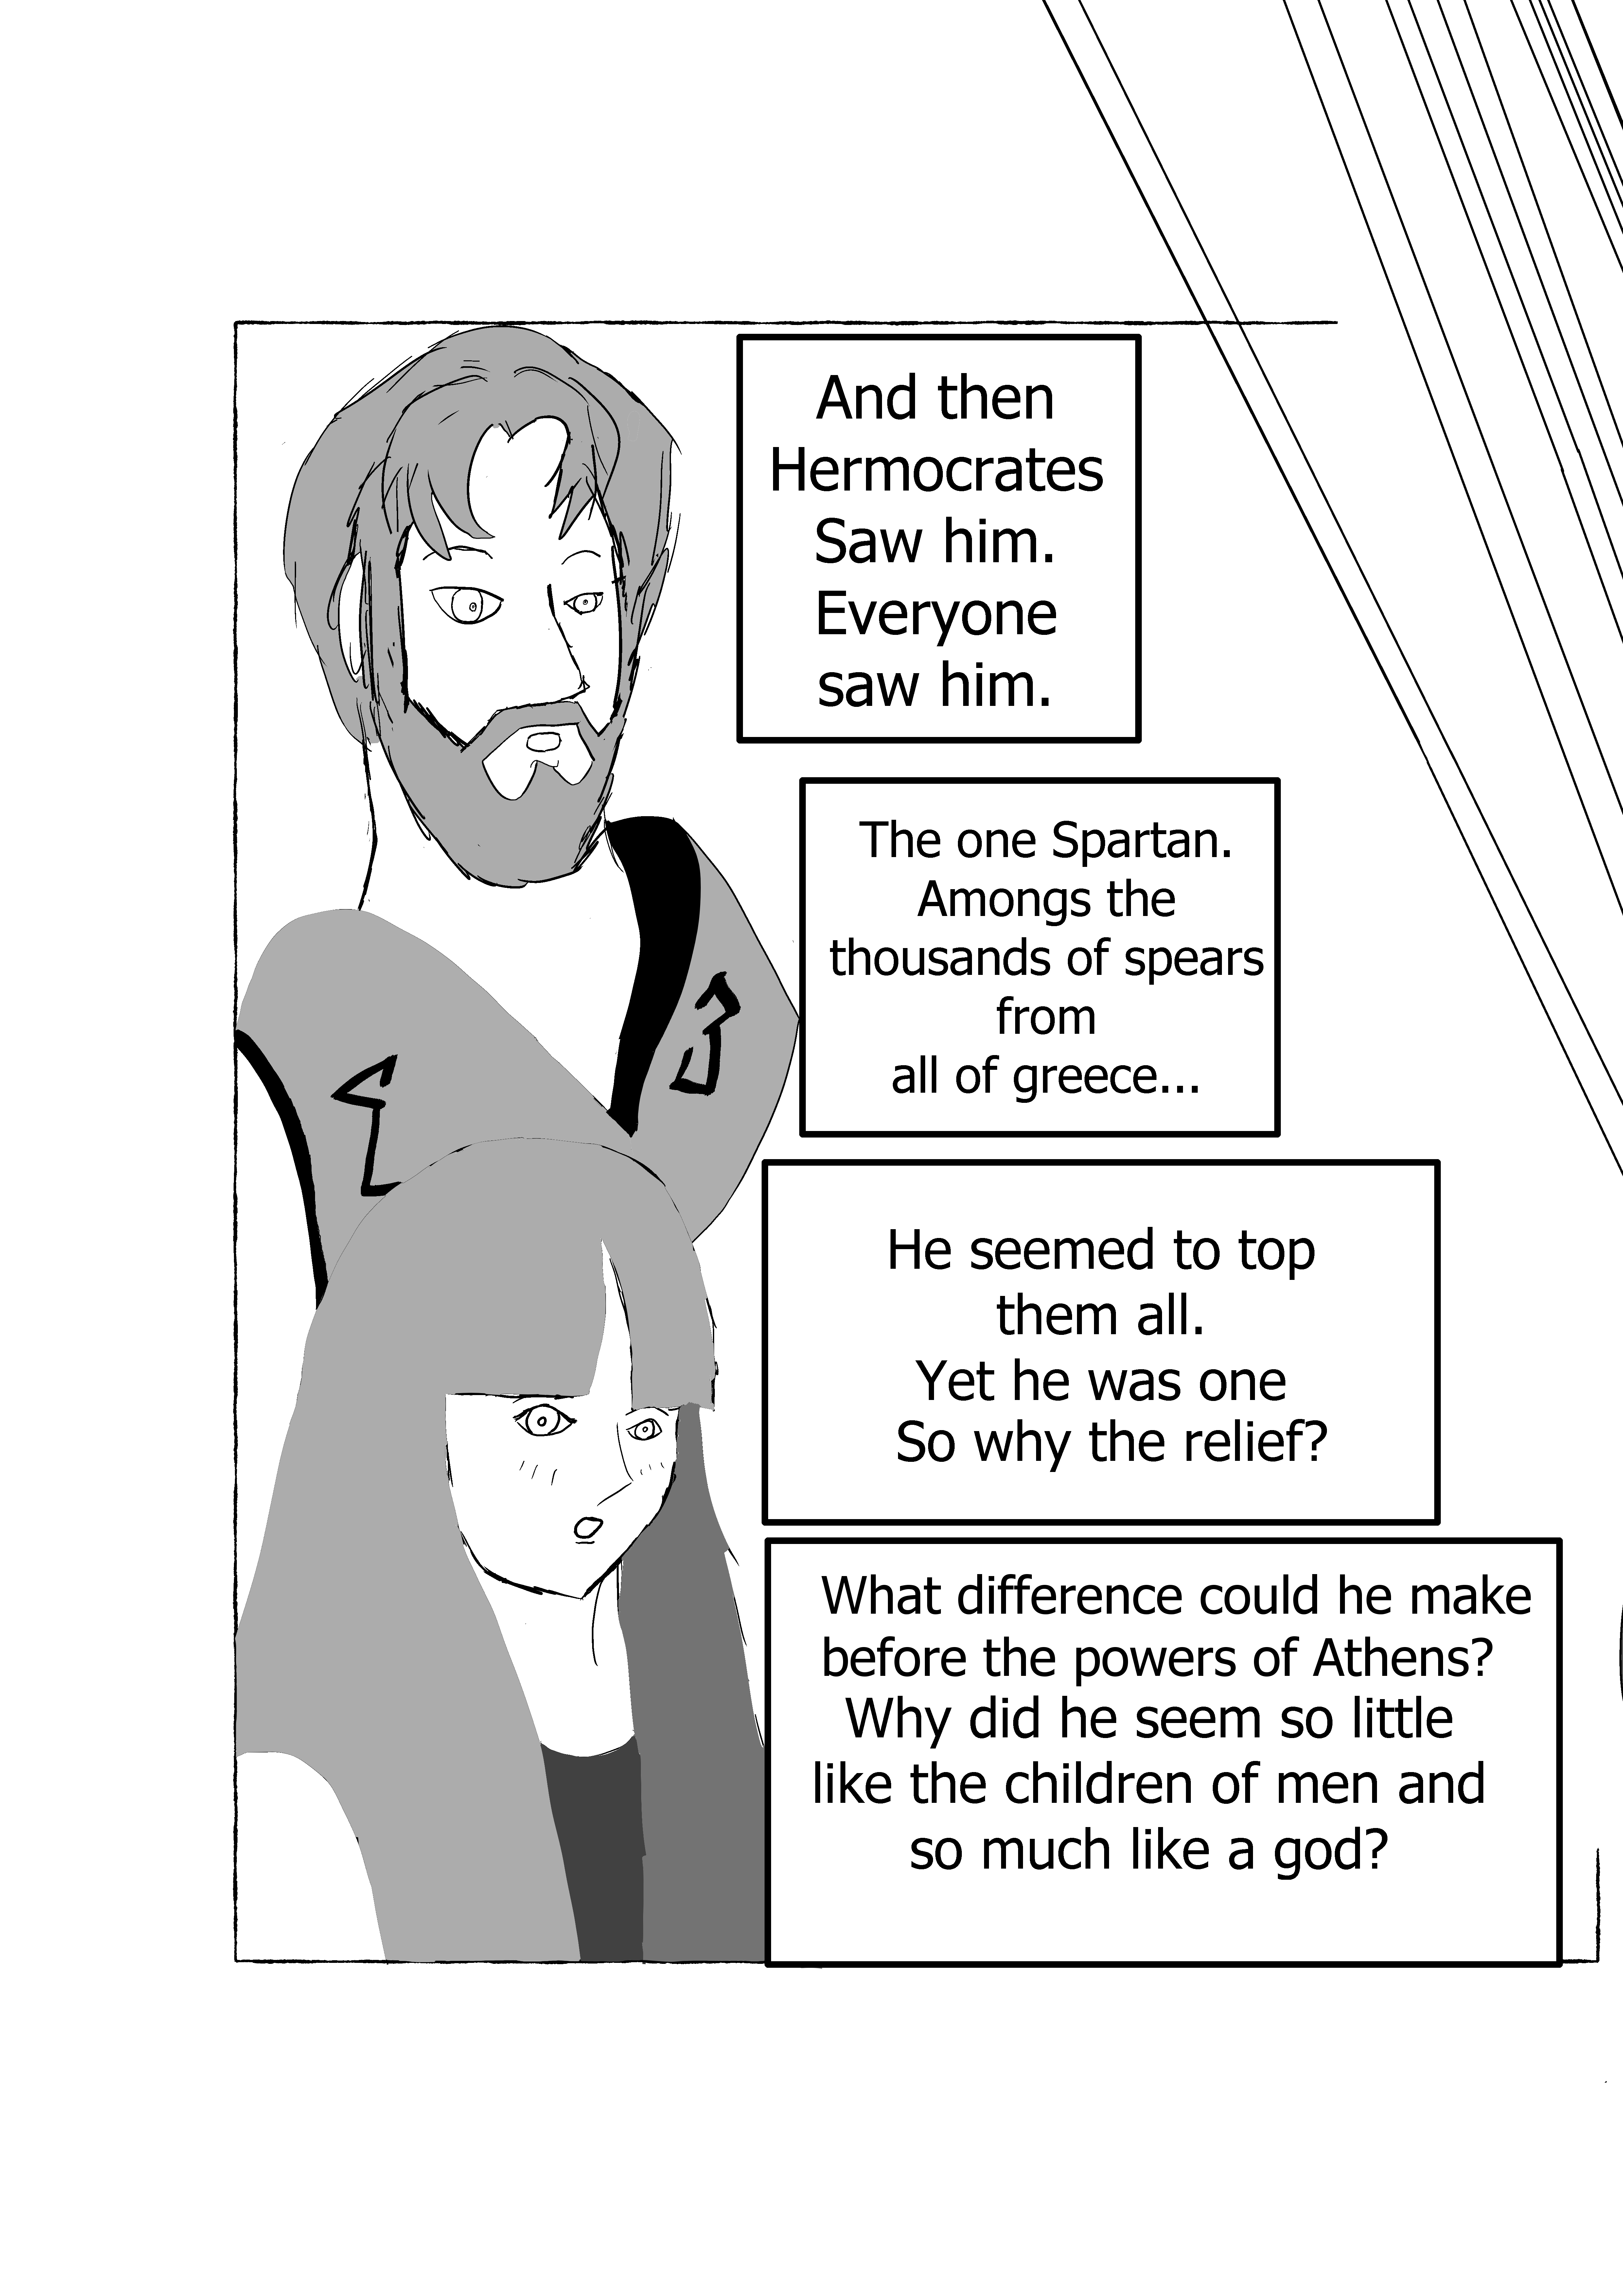 And then
Hermocrates
Saw him.
Everyone
saw him.
The one Spartan.
Amongs the
thousands of spears
from
all of greece...
He seemed to top
them all.
Yet he was one
So why the relief?
What difference could he make
before the powers of Athens?
Why did he seem so little
like the children of men and
so much like a god?